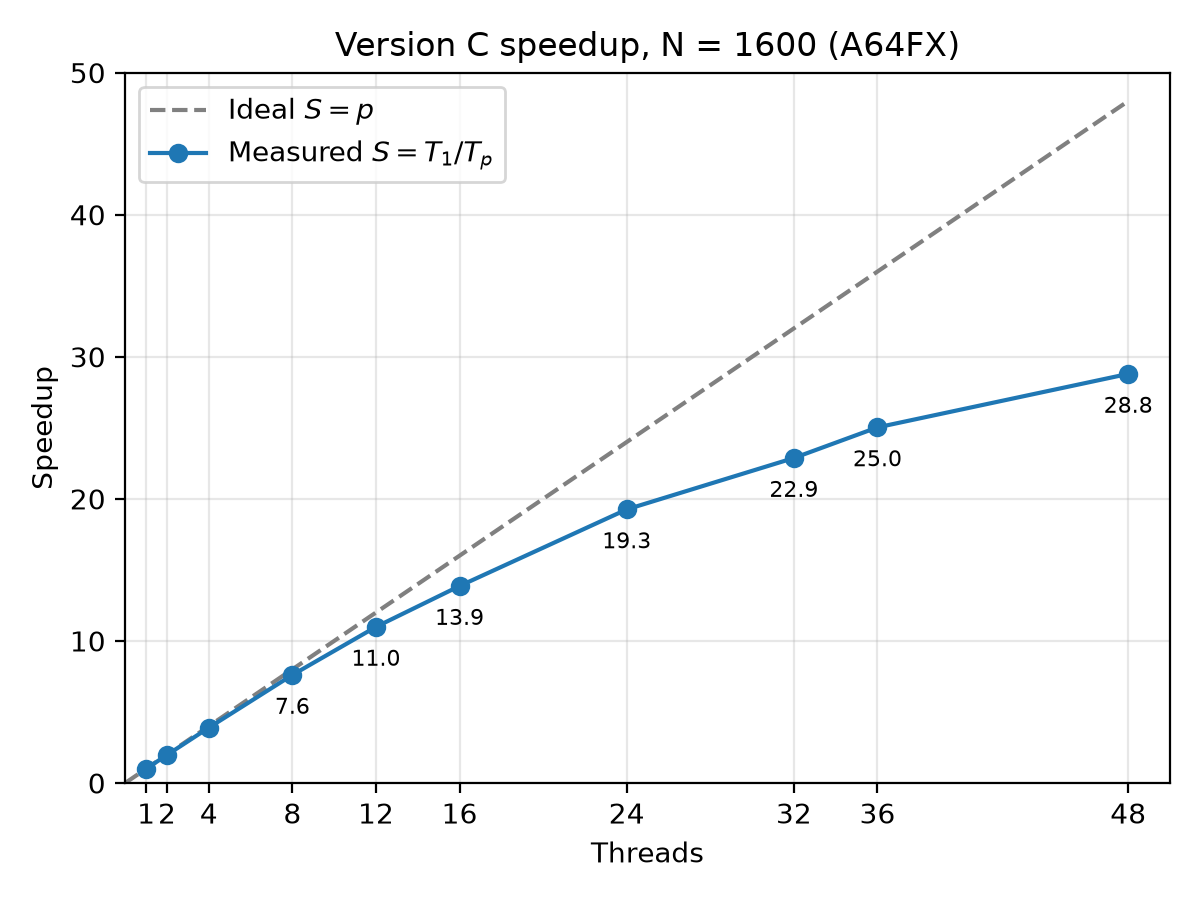 Version C speedup, N = 1600 (A64FX)
50
Ideal S = p
Measured S = T₁/Tₚ
40
30
20
10
0
Speedup
7.6
11.0
13.9
19.3
22.9
25.0
28.8
1 2 4 8 12 16 24 32 36 48
Threads